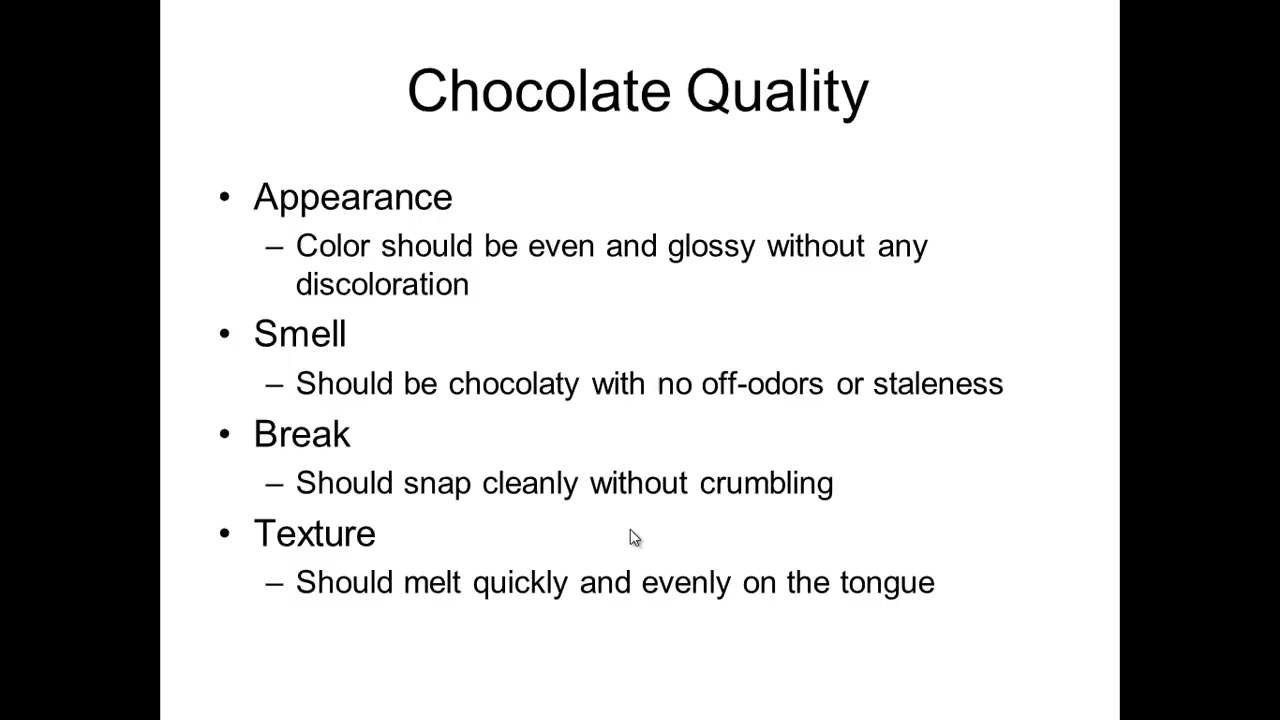 Chocolate Quality
• Appearance
– Color should be even and glossy without any
discoloration
• Smell
– Should be chocolaty with no off-odors or staleness
• Break
– Should snap cleanly without crumbling
• Texture
– Should melt quickly and evenly on the tongue